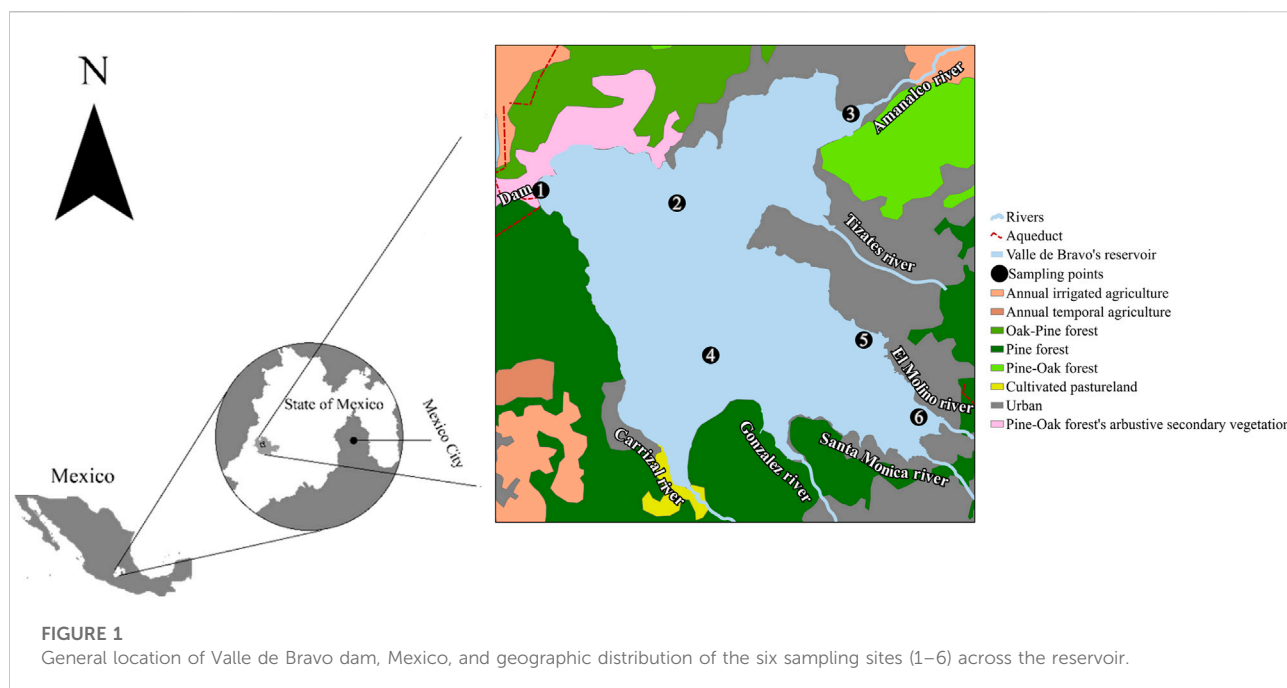 N
Mexico
State of Mexico
Mexico City
Dam
1
2
3
4
5
6
Amanalco river
Tizates river
El Molino river
Santa Monica river
Gonzalez river
Carrizal river
Rivers
Aqueduct
Valle de Bravo's reservoir
Sampling points
Annual irrigated agriculture
Annual temporal agriculture
Oak-Pine forest
Pine forest
Pine-Oak forest
Cultivated pastureland
Urban
Pine-Oak forest's arbustive secondary vegetation
FIGURE 1
General location of Valle de Bravo dam, Mexico, and geographic distribution of the six sampling sites (1–6) across the reservoir.